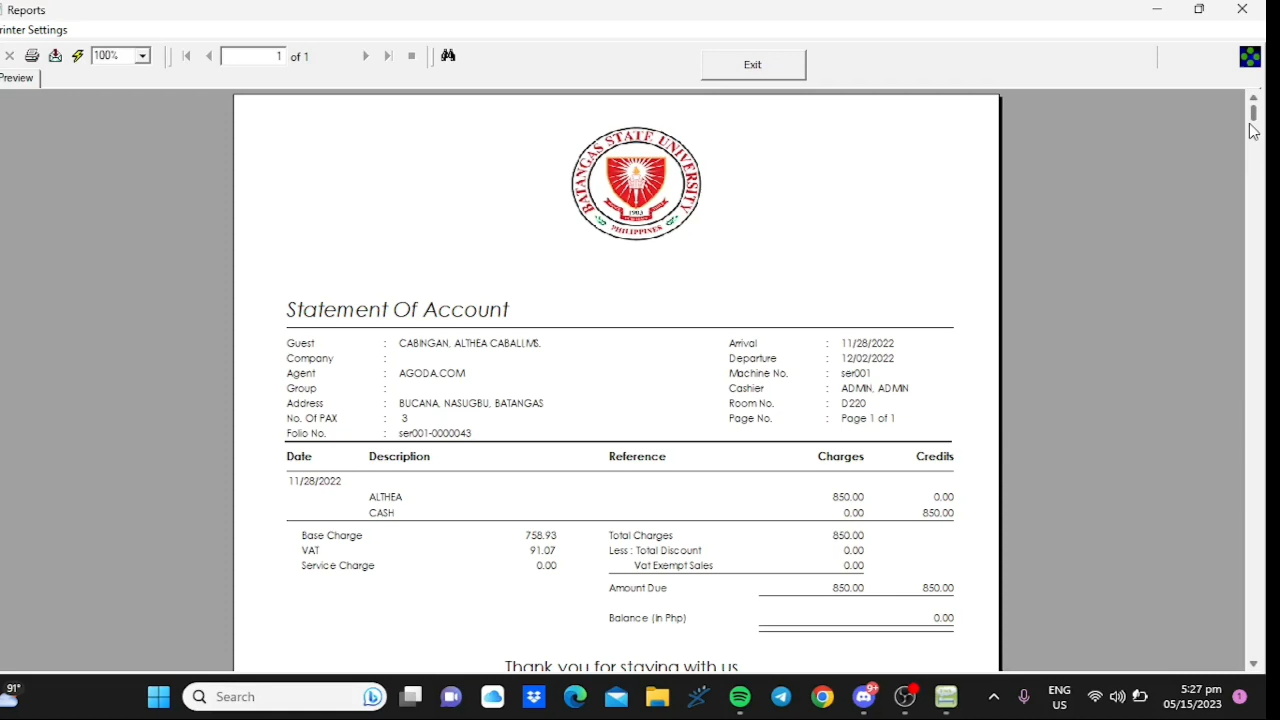 Reports
rinter Settings
100%
1 of 1
Exit
Preview
BATANGAS STATE UNIVERSITY
1903
PHILIPPINES
Statement Of Account
Guest : CABINGAN, ALTHEA CABALI,MS. Arrival : 11/28/2022
Company : Departure : 12/02/2022
Agent : AGODA.COM Machine No. : ser001
Group : Cashier : ADMIN, ADMIN
Address : BUCANA, NASUGBU, BATANGAS Room No. : D220
No. Of PAX : 3 Page No. : Page 1 of 1
Folio No. : ser001-0000043
Date Description Reference Charges Credits
11/28/2022
ALTHEA 850.00 0.00
CASH 0.00 850.00
Base Charge 758.93 Total Charges 850.00
VAT 91.07 Less : Total Discount 0.00
Service Charge 0.00 Vat Exempt Sales 0.00
Amount Due 850.00 850.00
Balance (In Php) 0.00
Thank you for staying with us
91°
Search
9+
ENG
US
5:27 pm
05/15/2023
1